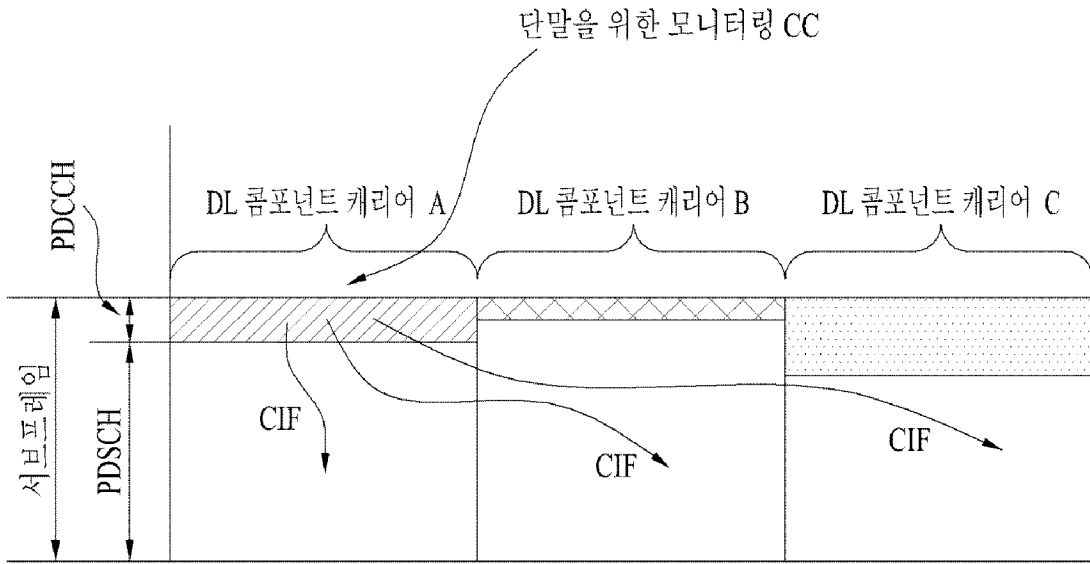 단말을 위한 모니터링 CC
DL 콤포넌트 캐리어 A
DL 콤포넌트 캐리어 B
DL 콤포넌트 캐리어 C
PDCCH
서브프레임
PDSCH
CIF
CIF
CIF